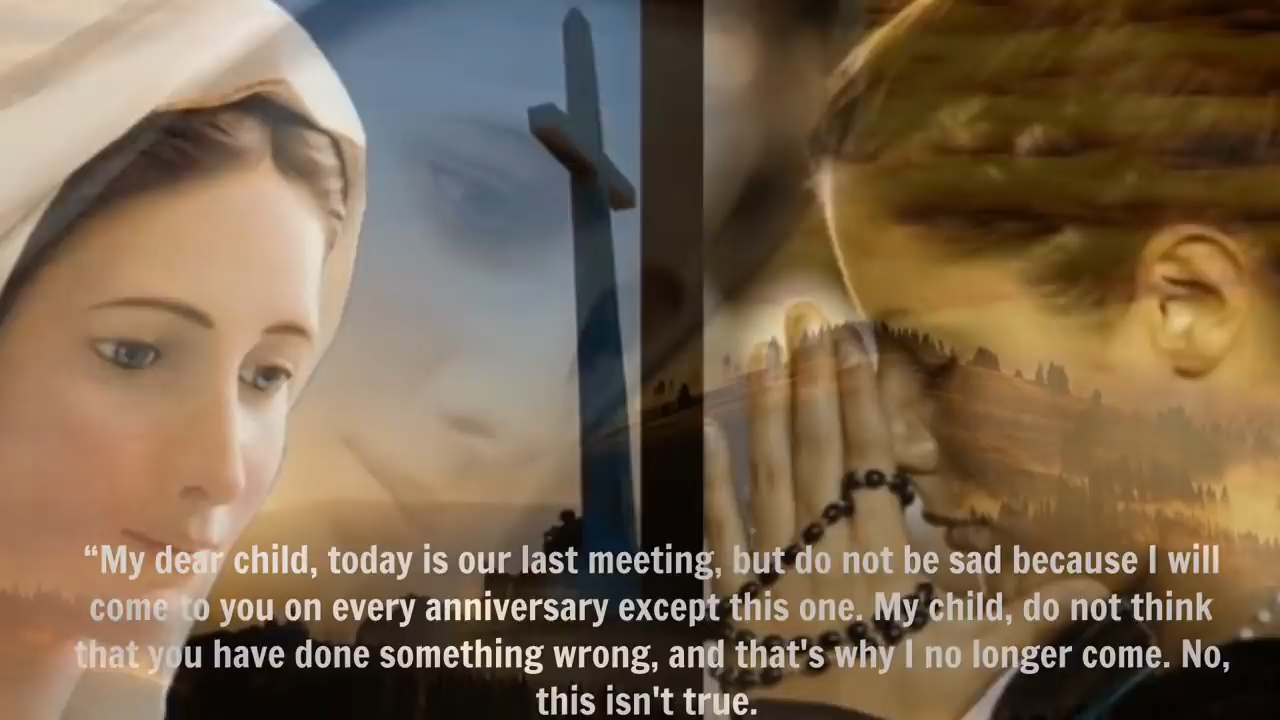 “My dear child, today is our last meeting, but do not be sad because I will
come to you on every anniversary except this one. My child, do not think
that you have done something wrong, and that's why I no longer come. No,
this isn't true.